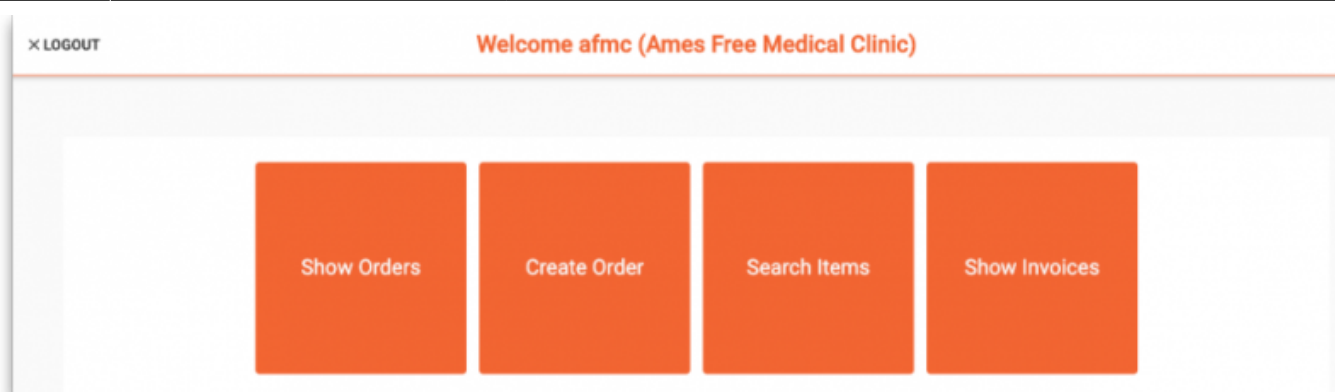 × LOGOUT
Welcome afmc (Ames Free Medical Clinic)
Show Orders
Create Order
Search Items
Show Invoices